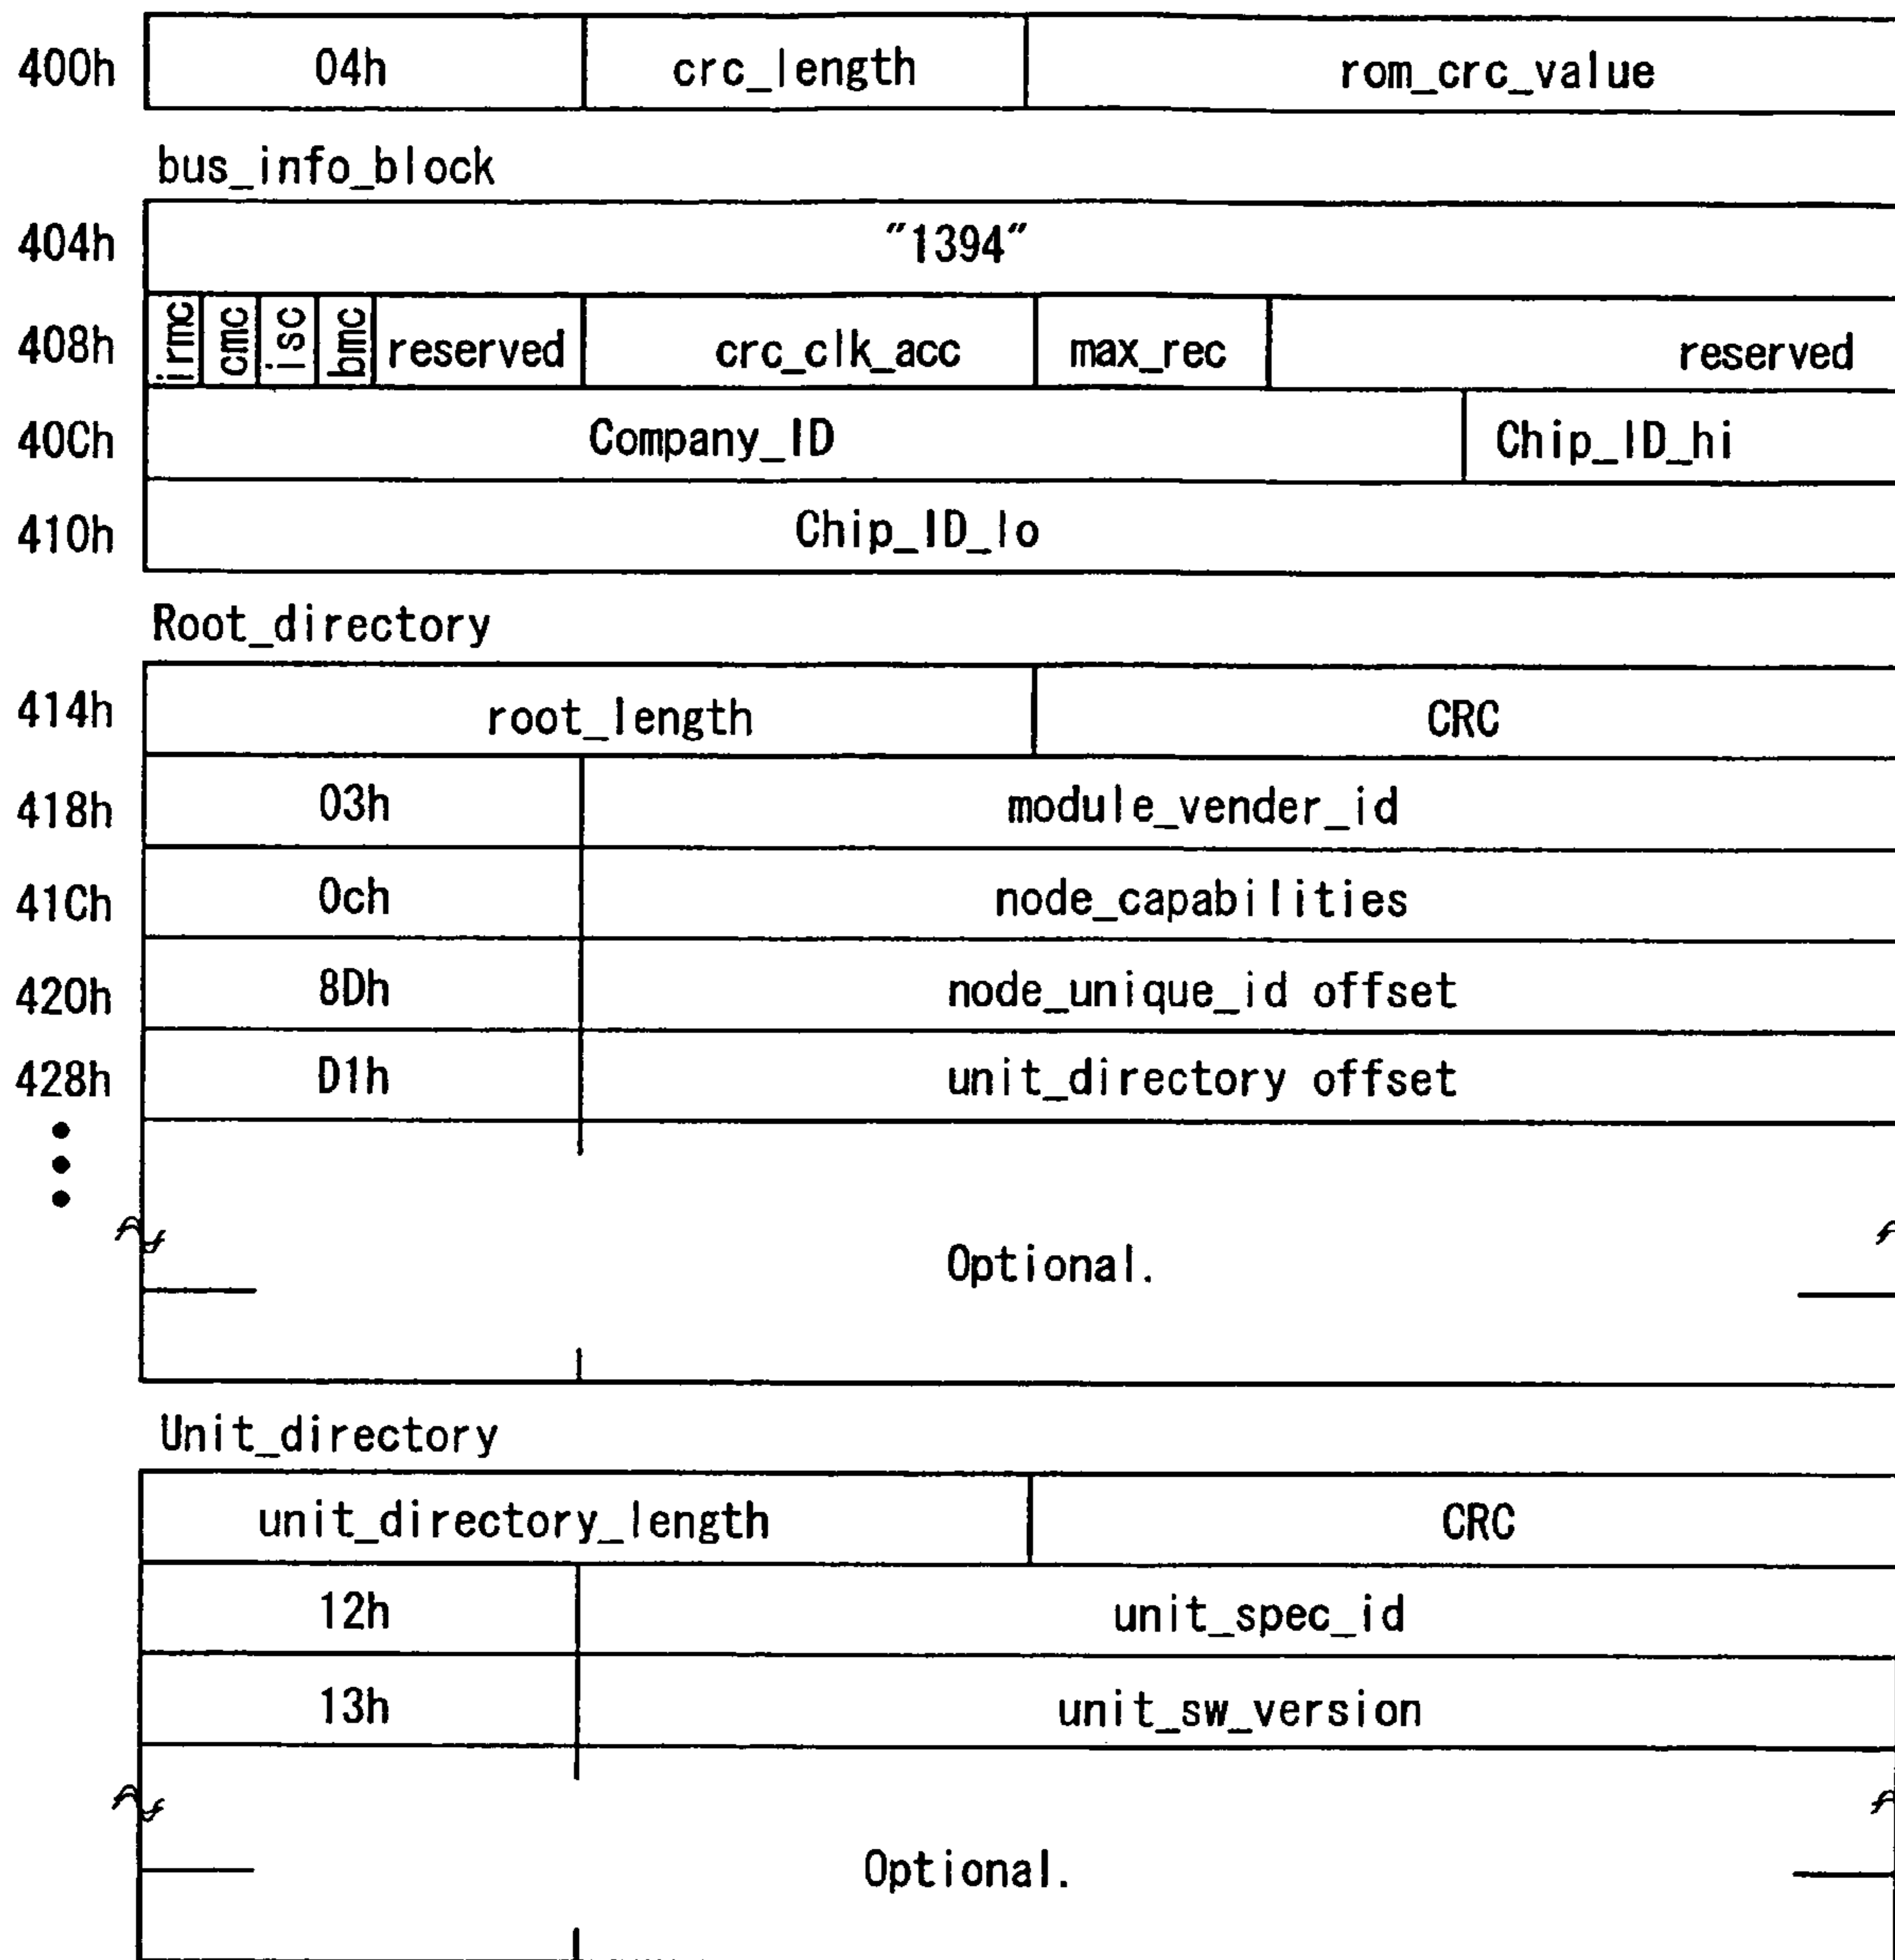 400h 04h crc_length rom_crc_value
bus_info_block
404h "1394"
408h irmc cmc isc bmc reserved crc_clk_acc max_rec reserved
40Ch Company_ID Chip_ID_hi
410h Chip_ID_lo
Root_directory
414h root_length CRC
418h 03h module_vender_id
41Ch 0ch node_capabilities
420h 8Dh node_unique_id offset
428h D1h unit_directory offset
Optional.
Unit_directory
unit_directory_length CRC
12h unit_spec_id
13h unit_sw_version
Optional.